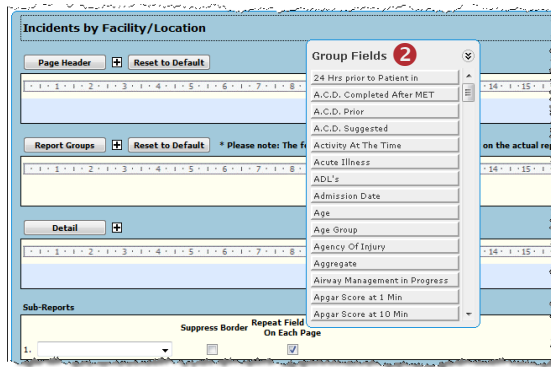 Incidents by Facility/Location
Group Fields 2
Page Header Reset to Default
24 Hrs prior to Patient in
A.C.D. Completed After MET
A.C.D. Prior
A.C.D. Suggested
Report Groups Reset to Default * Please note: The f on the actual rep
Activity At The Time
Acute Illness
ADL's
Admission Date
Age
Detail
Age Group
Agency Of Injury
Aggregate
Airway Management in Progress
Apgar Score at 1 Min
Apgar Score at 10 Min
Sub-Reports
Suppress Border Repeat Field On Each Page
1.